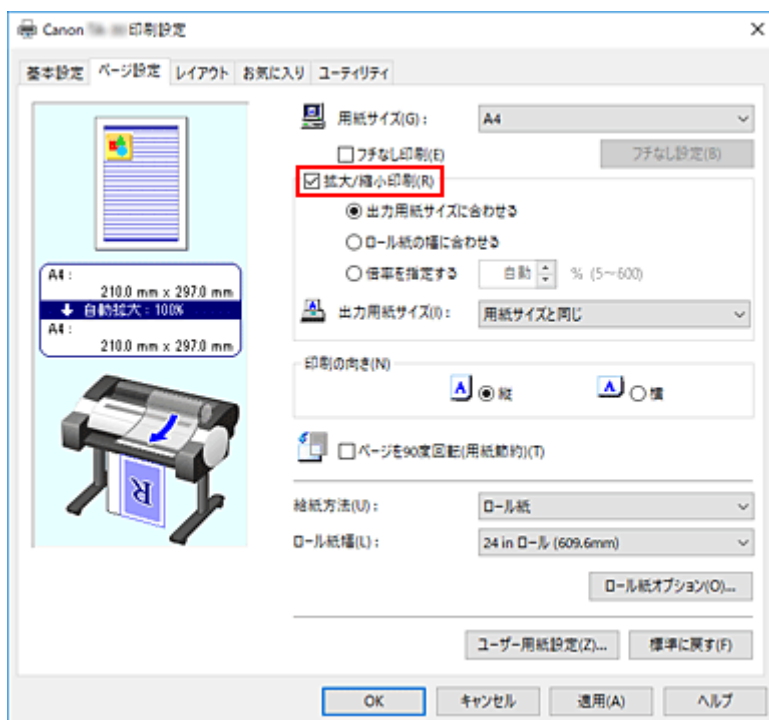 Canon 印刷設定
基本設定 ページ設定 レイアウト お気に入り ユーティリティ
用紙サイズ(G): A4
フチなし印刷(E) フチなし設定(B)
拡大/縮小印刷(R)
出力用紙サイズに合わせる
ロール紙の幅に合わせる
倍率を指定する 自動 % (5～600)
出力用紙サイズ(I): 用紙サイズと同じ
A4:
210.0 mm x 297.0 mm
自動拡大: 100%
A4:
210.0 mm x 297.0 mm
印刷の向き(N)
A 縦 A 横
ページを90度回転(用紙節約)(T)
R
給紙方法(U): ロール紙
ロール紙幅(L): 24 in ロール (609.6mm)
ロール紙オプション(O)...
ユーザー用紙設定(Z)... 標準に戻す(F)
OK キャンセル 適用(A) ヘルプ